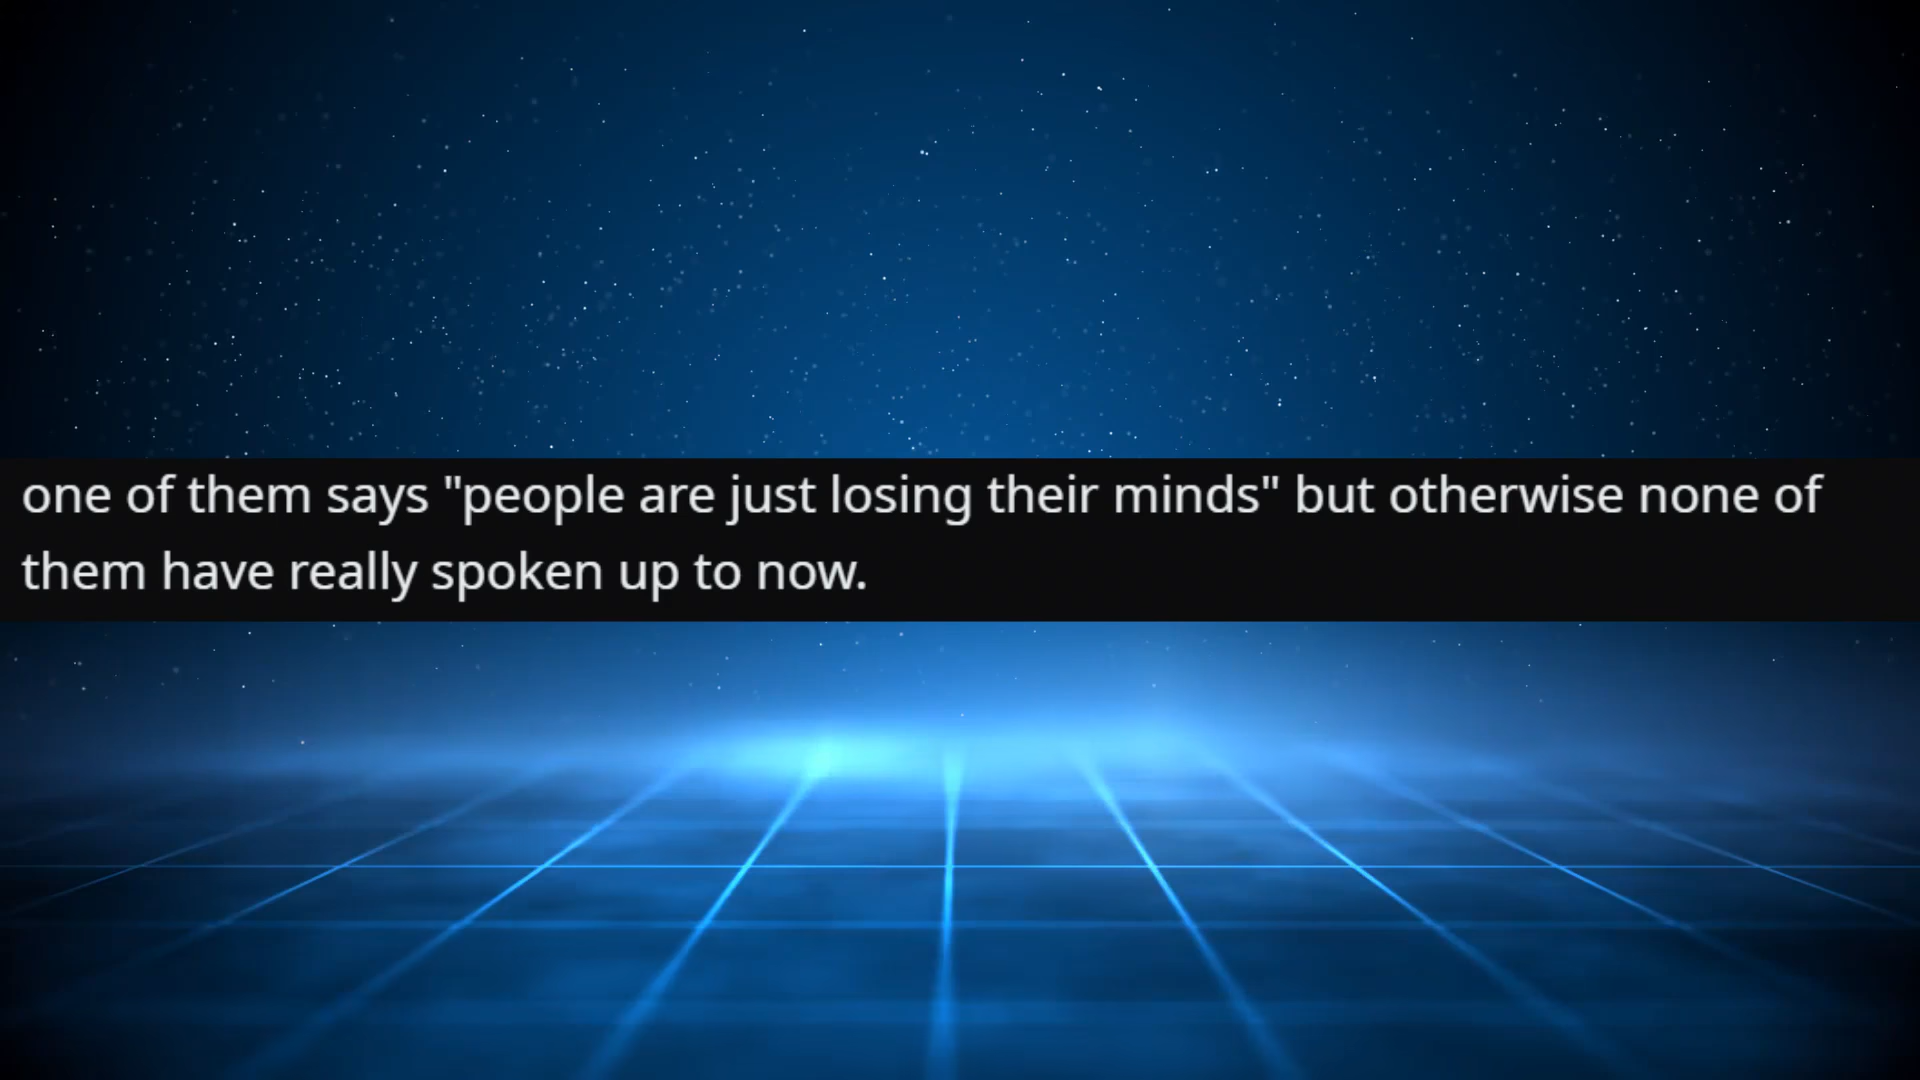 one of them says "people are just losing their minds" but otherwise none of
them have really spoken up to now.